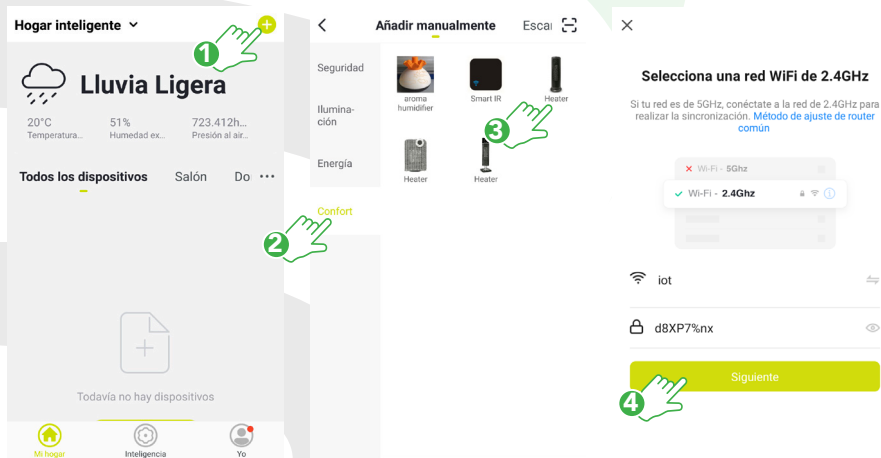 Hogar inteligente
1
Lluvia Ligera
20°C
51%
723.412h...
Temperatura...
Humedad ex...
Presión al air...
Todos los dispositivos
Salón
Do
Todavía no hay dispositivos
Mi hogar
Inteligencia
Yo
Añadir manualmente
Escai
Seguridad
Ilumina-
ción
Energía
Confort
2
aroma
humidifier
Smart IR
Heater
3
Heater
Heater
Selecciona una red WiFi de 2.4GHz
Si tu red es de 5GHz, conéctate a la red de 2.4GHz para
realizar la sincronización. Método de ajuste de router
común
Wi-Fi - 5Ghz
Wi-Fi - 2.4Ghz
iot
d8XP7%nx
Siguiente
4